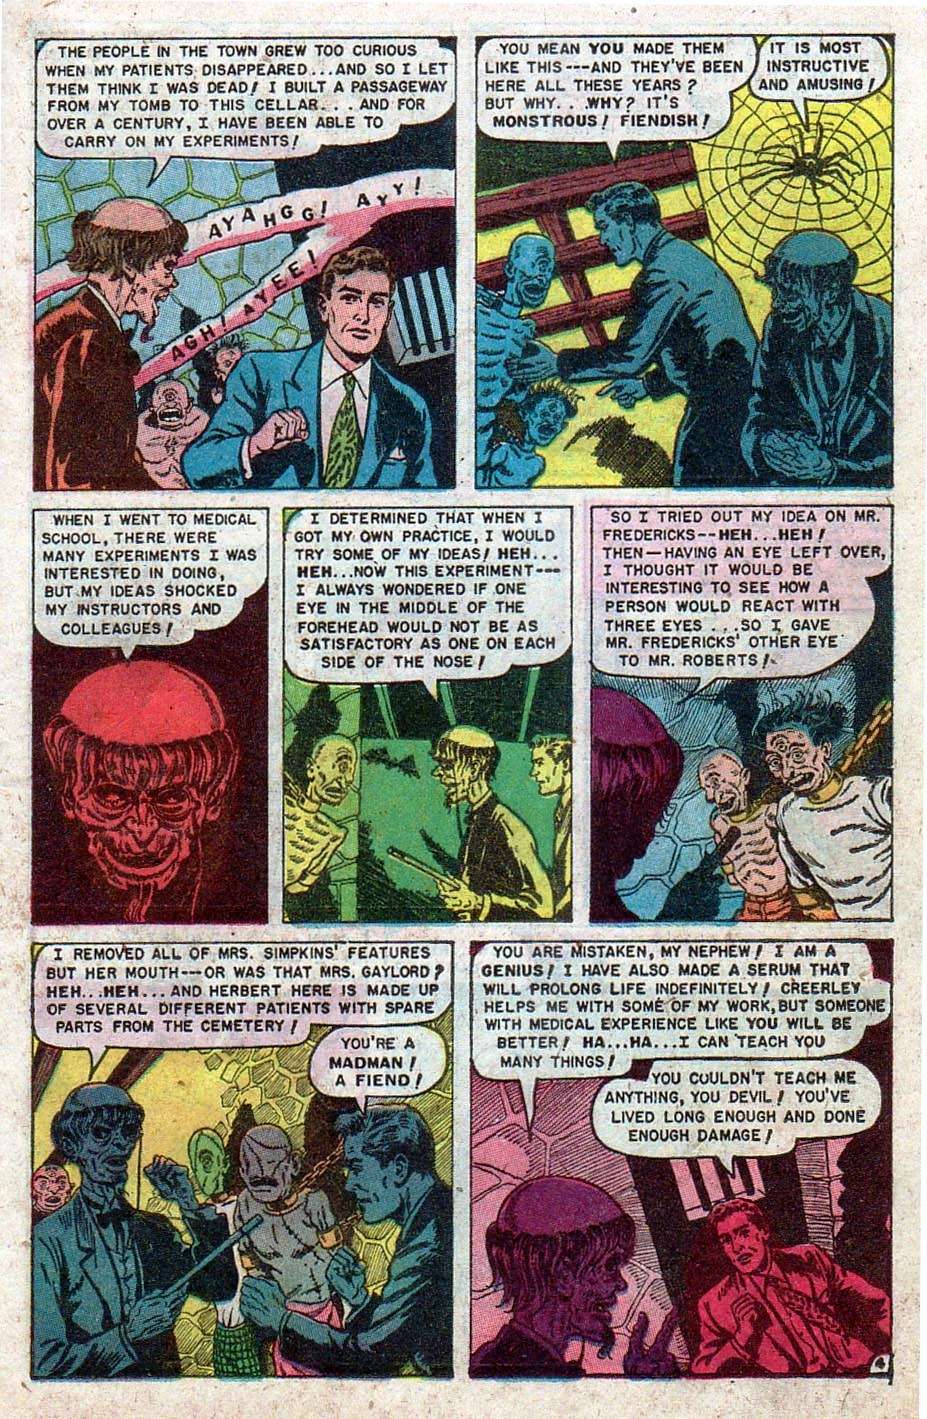 THE PEOPLE IN THE TOWN GREW TOO CURIOUS
WHEN MY PATIENTS DISAPPEARED...AND SO I LET
THEM THINK I WAS DEAD! I BUILT A PASSAGEWAY
FROM MY TOMB TO THIS CELLAR.... AND FOR
OVER A CENTURY, I HAVE BEEN ABLE TO
CARRY ON MY EXPERIMENTS!
AYAHGG! AYY!
AGH! AYEE!
YOU MEAN YOU MADE THEM
LIKE THIS---AND THEY'VE BEEN
HERE ALL THESE YEARS?
BUT WHY...WHY? IT'S
MONSTROUS! FIENDISH!
IT IS MOST
INSTRUCTIVE
AND AMUSING!
WHEN I WENT TO MEDICAL
SCHOOL, THERE WERE
MANY EXPERIMENTS I WAS
INTERESTED IN DOING,
BUT MY IDEAS SHOCKED
MY INSTRUCTORS AND
COLLEAGUES!
I DETERMINED THAT WHEN I
GOT MY OWN PRACTICE, I WOULD
TRY SOME OF MY IDEAS! HEH...
HEH...NOW THIS EXPERIMENT---
I ALWAYS WONDERED IF ONE
EYE IN THE MIDDLE OF THE
FOREHEAD WOULD NOT BE AS
SATISFACTORY AS ONE ON EACH
SIDE OF THE NOSE!
SO I TRIED OUT MY IDEA ON MR.
FREDERICKS--HEH...HEH!
THEN—HAVING AN EYE LEFT OVER,
I THOUGHT IT WOULD BE
INTERESTING TO SEE HOW A
PERSON WOULD REACT WITH
THREE EYES...SO I GAVE
MR. FREDERICKS' OTHER EYE
TO MR. ROBERTS!
I REMOVED ALL OF MRS. SIMPKINS' FEATURES
BUT HER MOUTH---OR WAS THAT MRS. GAYLORD?
HEH...HEH... AND HERBERT HERE IS MADE UP
OF SEVERAL DIFFERENT PATIENTS WITH SPARE
PARTS FROM THE CEMETERY!
YOU'RE A
MADMAN!
A FIEND!
YOU ARE MISTAKEN, MY NEPHEW! I AM A
GENIUS! I HAVE ALSO MADE A SERUM THAT
WILL PROLONG LIFE INDEFINITELY! CREERLEY
HELPS ME WITH SOME OF MY WORK, BUT SOMEONE
WITH MEDICAL EXPERIENCE LIKE YOU WILL BE
BETTER! HA...HA...I CAN TEACH YOU
MANY THINGS!
YOU COULDN'T TEACH ME
ANYTHING, YOU DEVIL! YOU'VE
LIVED LONG ENOUGH AND DONE
ENOUGH DAMAGE!
4